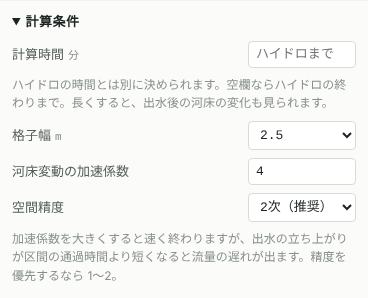 ▼ 計算条件
計算時間 分 ハイドロまで
ハイドロの時間とは別に決められます。空欄ならハイドロの終
わりまで。長くすると、出水後の河床の変化も見られます。
格子幅 m 2.5
河床変動の加速係数 4
空間精度 2次（推奨）
加速係数を大きくすると速く終わりますが、出水の立ち上がり
が区間の通過時間より短くなると流量の遅れが出ます。精度を
優先するなら 1〜2。